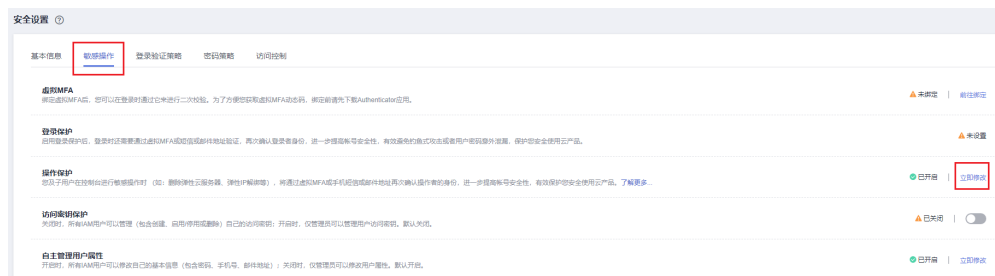 安全设置
基本信息 敏感操作 登录验证策略 密码策略 访问控制
虚拟MFA
绑定虚拟MFA后，您可以在登录时通过它来进行二次校验。为了方便您获取虚拟MFA动态码，绑定前请先下载Authenticator应用。
未绑定 | 前往绑定
登录保护
启用登录保护后，登录时还需要通过虚拟MFA或短信或邮件地址验证，再次确认登录者身份，进一步提高帐号安全性，有效避免钓鱼式攻击或者用户密码意外泄漏，保护您安全使用云产品。
未设置
操作保护
您及子用户在控制台进行敏感操作时（如：删除弹性云服务器、弹性IP解绑等），将通过虚拟MFA或手机短信或邮件地址再次确认操作者的身份，进一步提高帐号安全性，有效保护您安全使用云产品。了解更多...
已开启 | 立即修改
访问密钥保护
关闭时，所有IAM用户可以管理（包含创建、启用/停用或删除）自己的访问密钥；开启时，仅管理员可以管理用户访问密钥。默认关闭。
已关闭 |
自主管理用户属性
开启时，所有IAM用户可以修改自己的基本信息（包含密码、手机号、邮件地址）；关闭时，仅管理员可以修改用户属性。默认开启。
已开启 | 立即修改